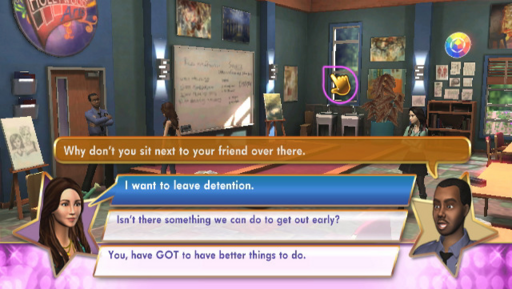 HOLLYWOOD
Why don't you sit next to your friend over there.
I want to leave detention.
Isn't there something we can do to get out early?
You, have GOT to have better things to do.